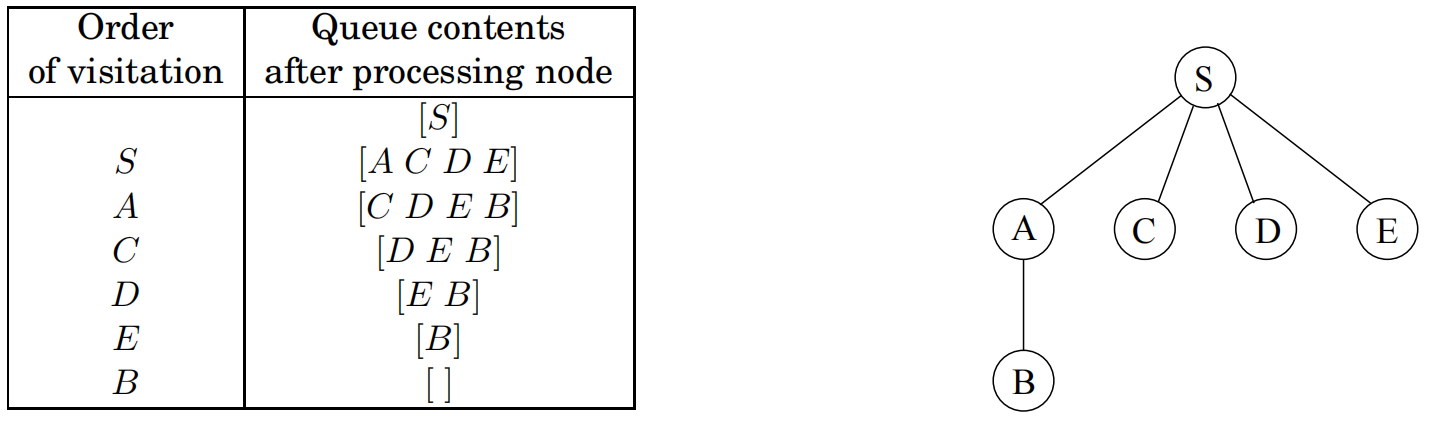 Order of visitation	Queue contents after processing node
[S]
S	[A C D E]
A	[C D E B]
C	[D E B]
D	[E B]
E	[B]
B	[ ]
S
A C D E
B